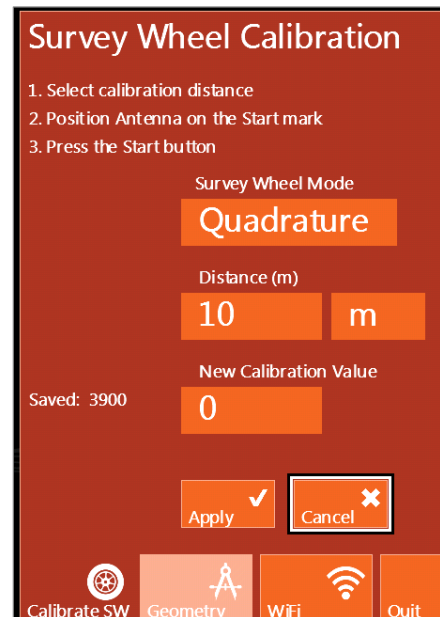 Survey Wheel Calibration
1. Select calibration distance
2. Position Antenna on the Start mark
3. Press the Start button
Survey Wheel Mode
Quadrature
Distance (m)
10 m
New Calibration Value
Saved: 3900 0
Apply Cancel
Calibrate SW Geometry WiFi Quit